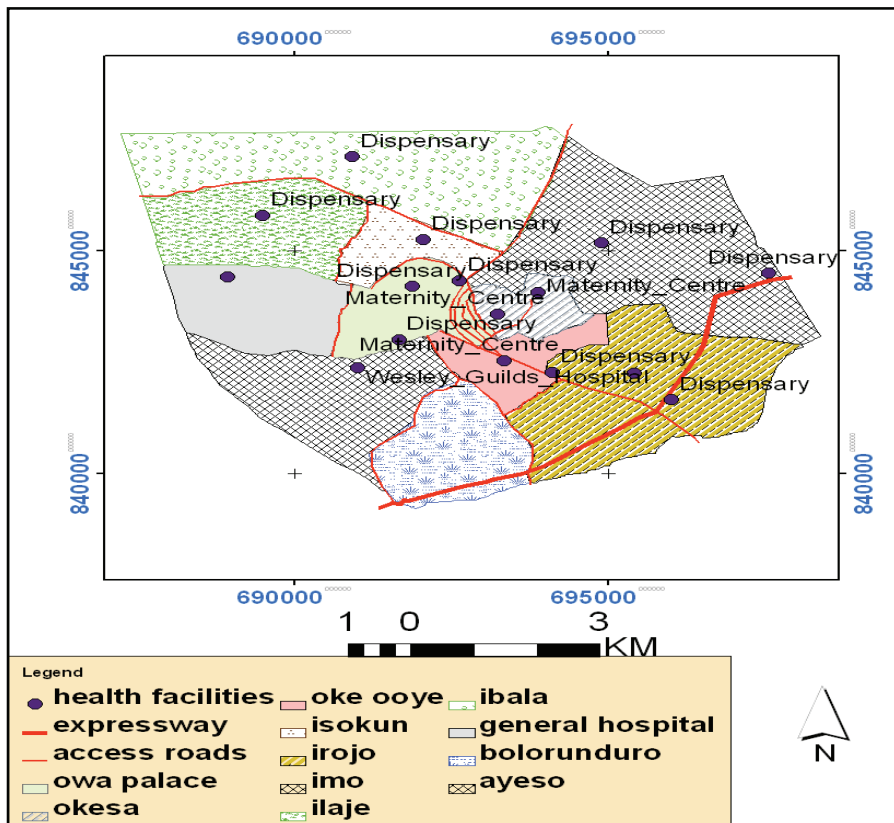 690000 695000
Dispensary
Dispensary
Dispensary
Dispensary
845000 845000
Dispensary
Dispensary Dispensary
Maternity_Centre
Maternity_Centre
Dispensary
Maternity_Centre
Dispensary
Wesley_Guilds_Hospital
Dispensary
840000 840000
690000 695000
1 0 3
KM
Legend
health facilities oke ooye ibala
expressway isokun general hospital
access roads irojo bolorunduro
owa palace imo ayeso
okesa ilaje
N